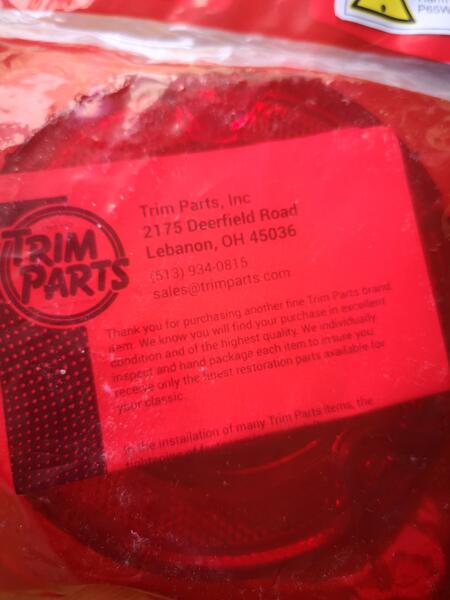 P65W
TRIM
PARTS
Trim Parts, Inc
2175 Deerfield Road
Lebanon, OH 45036
(513) 934-0815
sales@trimparts.com
Thank you for purchasing another fine Trim Parts brand
item. We know you will find your purchase in excellent
condition and of the highest quality. We individually
inspect and hand package each item to insure you
receive only the finest restoration parts available for
your classic.
In the installation of many Trim Parts items, the